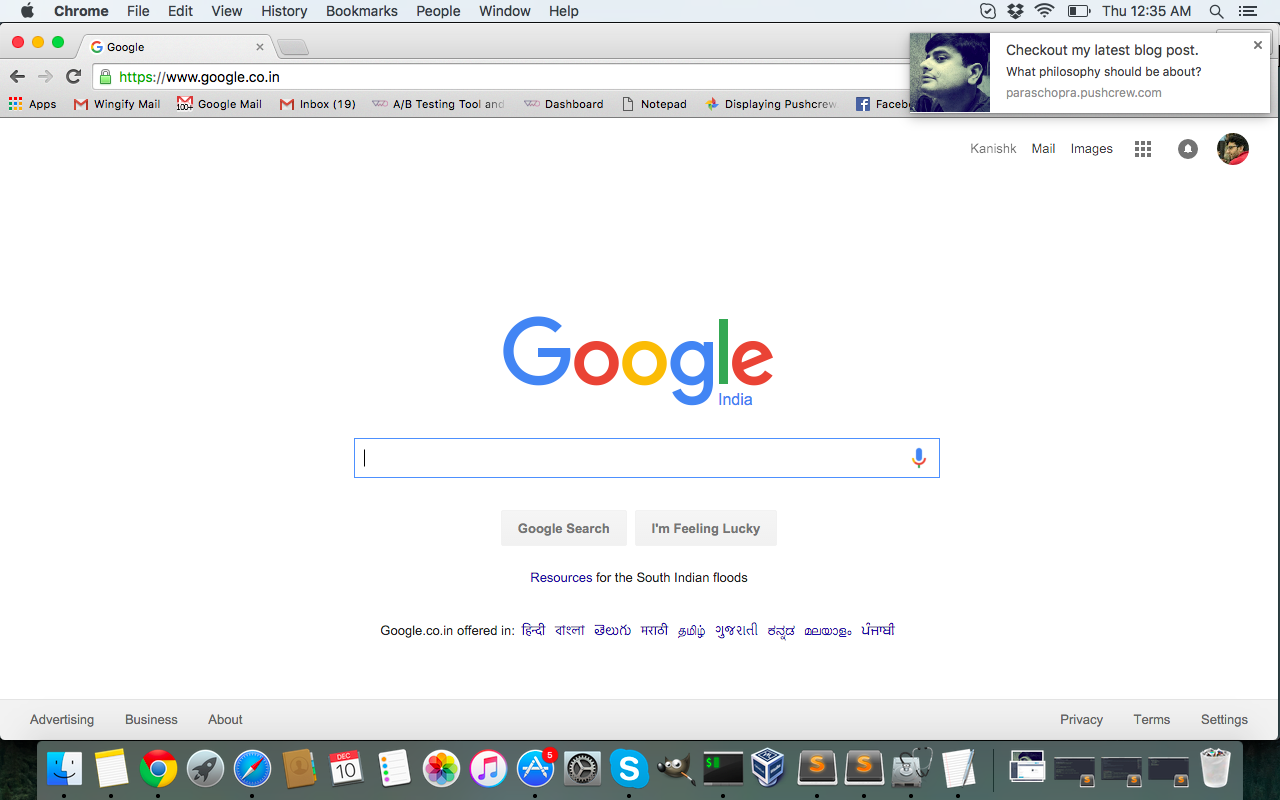 Chrome File Edit View History Bookmarks People Window Help Thu 12:35 AM
Google
https://www.google.co.in
Apps Wingify Mail Google Mail Inbox (19) A/B Testing Tool and Dashboard Notepad Displaying Pushcrew
Checkout my latest blog post.
What philosophy should be about?
paraschopra.pushcrew.com
Kanishk Mail Images
Google
India
Google Search I'm Feeling Lucky
Resources for the South Indian floods
Google.co.in offered in: हिन्दी বাংলা తెలుగు मराठी தமிழ் ગુજરાતી ಕನ್ನಡ മലയാളം ਪੰਜਾਬੀ
Advertising Business About Privacy Terms Settings
DEC
10
5